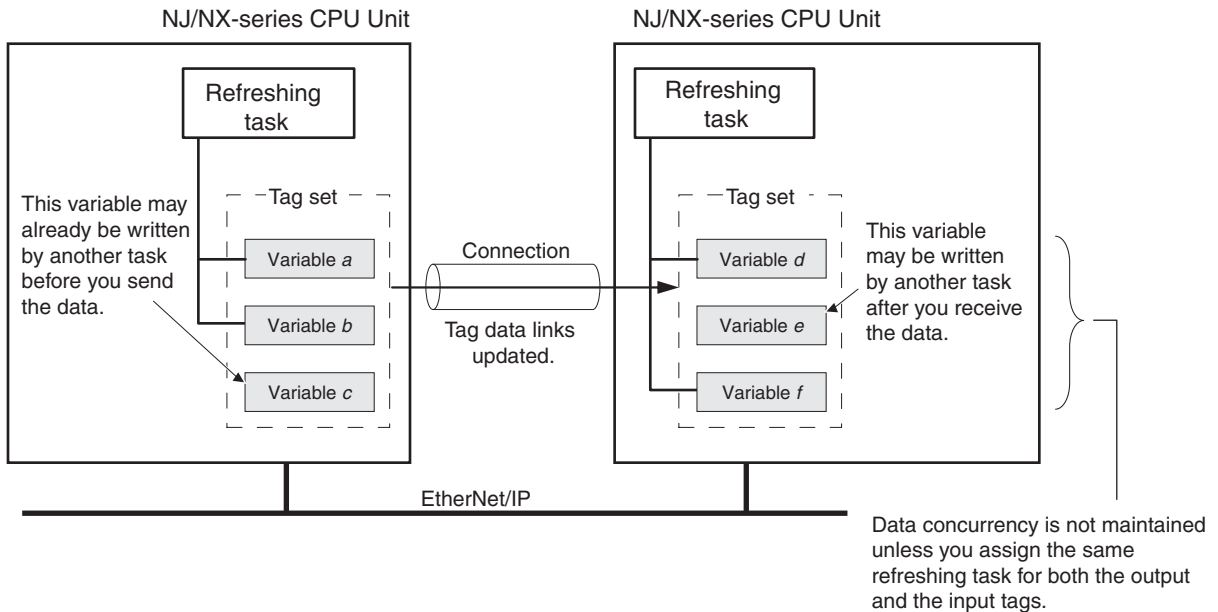 NJ/NX-series CPU Unit
NJ/NX-series CPU Unit
Refreshing
task
Refreshing
task
This variable may
already be written
by another task
before you send
the data.
Tag set
Variable a
Variable b
Variable c
Connection
Tag data links
updated.
Tag set
Variable d
Variable e
Variable f
This variable
may be written
by another task
after you receive
the data.
EtherNet/IP
Data concurrency is not maintained
unless you assign the same
refreshing task for both the output
and the input tags.